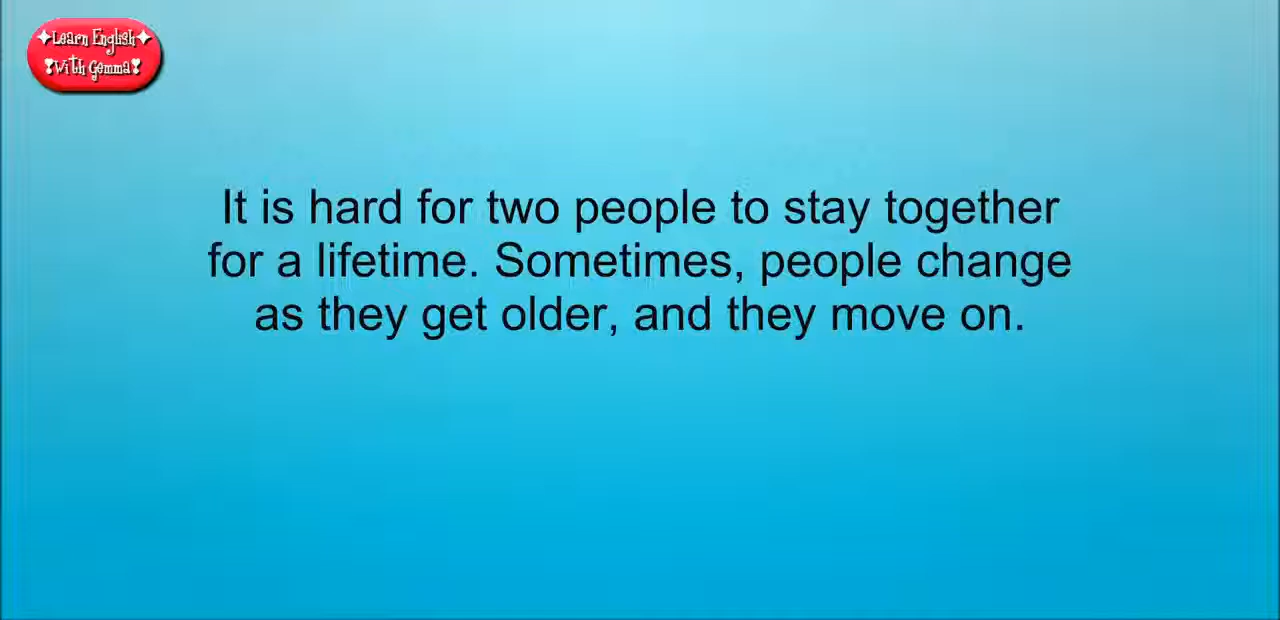 Learn English
With Gemma
It is hard for two people to stay together
for a lifetime. Sometimes, people change
as they get older, and they move on.